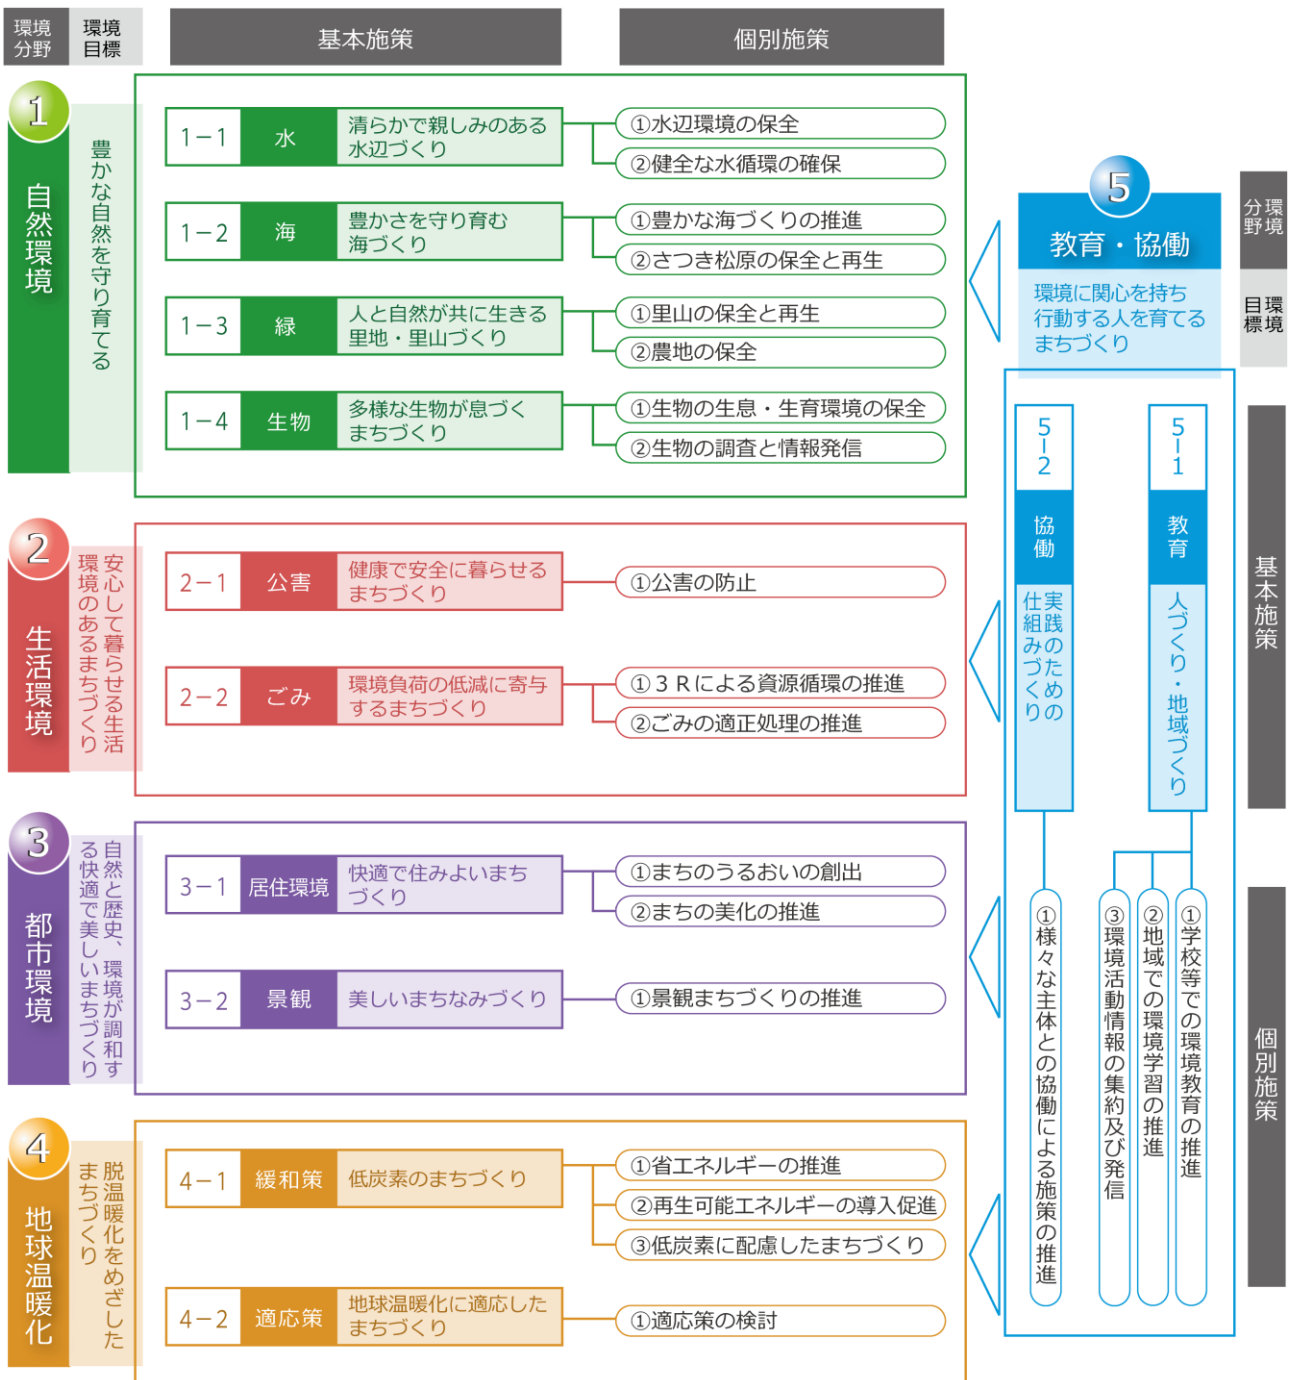 環境
分野
環境
目標
基本施策
個別施策
1
自然環境
豊かな自然を守り育てる
1-1
水
清らかで親しみのある
水辺づくり
①水辺環境の保全
②健全な水循環の確保
1-2
海
豊かさを守り育む
海づくり
①豊かな海づくりの推進
②さつき松原の保全と再生
1-3
緑
人と自然が共に生きる
里地・里山づくり
①里山の保全と再生
②農地の保全
1-4
生物
多様な生物が息づく
まちづくり
①生物の生息・生育環境の保全
②生物の調査と情報発信
2
生活環境
安心して暮らせる生活
環境のあるまちづくり
2-1
公害
健康で安全に暮らせる
まちづくり
①公害の防止
2-2
ごみ
環境負荷の低減に寄与
するまちづくり
①3Rによる資源循環の推進
②ごみの適正処理の推進
3
都市環境
自然と歴史、環境が調和す
る快適で美しいまちづくり
3-1
居住環境
快適で住みよいまち
づくり
①まちのうるおいの創出
②まちの美化の推進
3-2
景観
美しいまちなみづくり
①景観まちづくりの推進
4
地球温暖化
脱温暖化をめざした
まちづくり
4-1
緩和策
低炭素のまちづくり
①省エネルギーの推進
②再生可能エネルギーの導入促進
③低炭素に配慮したまちづくり
4-2
適応策
地球温暖化に適応した
まちづくり
①適応策の検討
5
教育・協働
環境に関心を持ち
行動する人を育てる
まちづくり
環境
分野
環境
目標
基本施策
個別施策
5-1
教育
人づくり・地域づくり
①学校等での環境教育の推進
②地域での環境学習の推進
③環境活動情報の集約及び発信
5-2
協働
実践のための
仕組みづくり
①様々な主体との協働による施策の推進